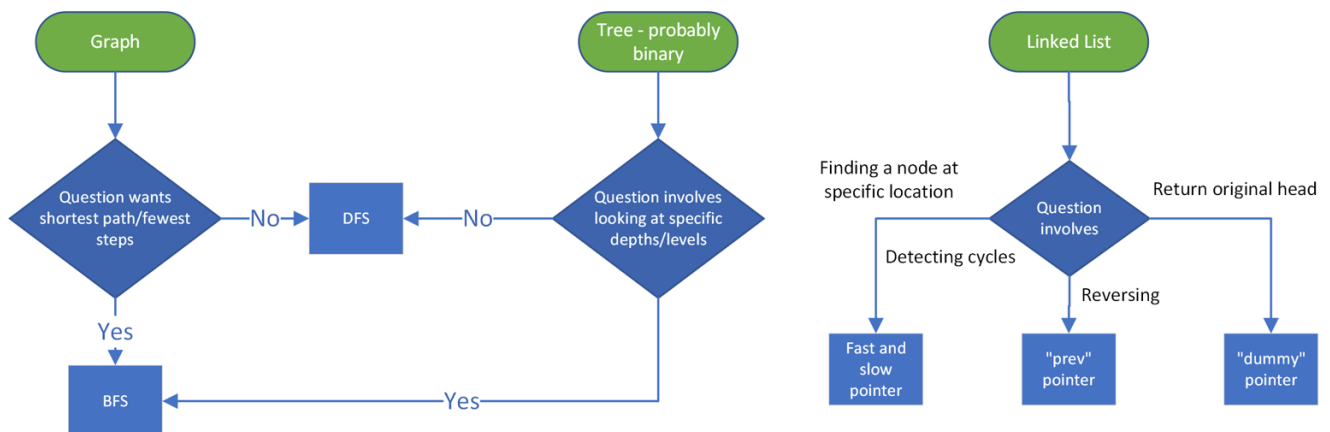 Graph
Tree - probably
binary
Linked List
Question wants
shortest path/fewest
steps
No
DFS
No
Question involves
looking at specific
depths/levels
Finding a node at
specific location
Question
involves
Return original head
Detecting cycles
Reversing
Yes
BFS
Yes
Fast and
slow
pointer
"prev"
pointer
"dummy"
pointer